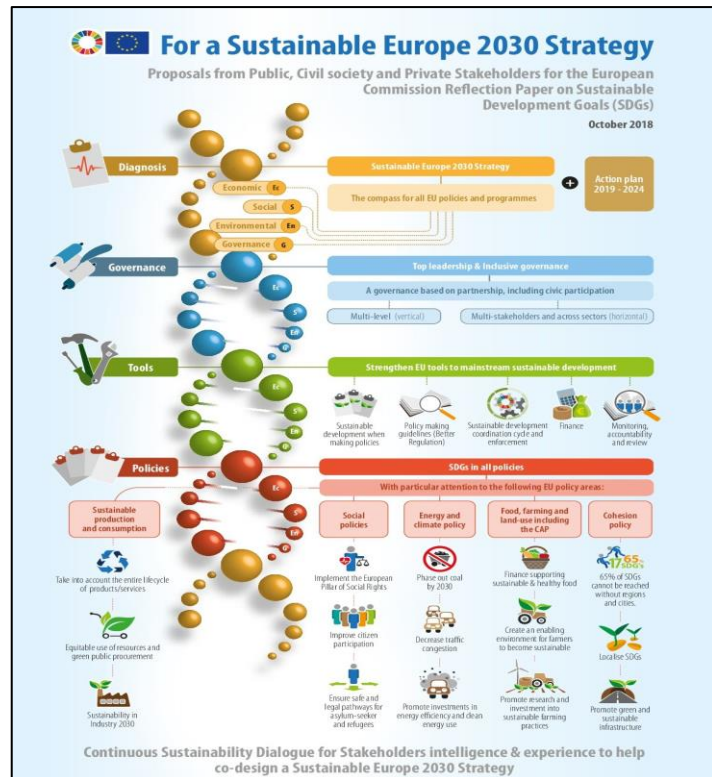 For a Sustainable Europe 2030 Strategy
Proposals from Public, Civil society and Private Stakeholders for the European
Commission Reflection Paper on Sustainable
Development Goals (SDGs)
October 2018
Diagnosis
Economic Ec
Social S
Environmental En
Governance G
Sustainable Europe 2030 Strategy
The compass for all EU policies and programmes
+
Action plan
2019 - 2024
Governance
Top leadership & Inclusive governance
A governance based on partnership, including civic participation
Multi-level (vertical)
Multi-stakeholders and across sectors (horizontal)
Ec
S
En
G
Tools
Strengthen EU tools to mainstream sustainable development
Ec
S
En
G
Sustainable
development when
making policies
Policy making
guidelines (Better
Regulation)
Sustainable development
coordination cycle and
enforcement
Finance
Monitoring,
accountability
and review
Policies
SDGs in all policies
With particular attention to the following EU policy areas:
Ec
S
En
G
Sustainable
production
and consumption
Take into account the entire lifecycle
of products/services
Equitable use of resources and
green public procurement
Sustainability in
Industry 2030
Social
policies
Implement the European
Pillar of Social Rights
Improve citizen
participation
Ensure safe and
legal pathways for
asylum-seeker
and refugers
Energy and
climate policy
Phase out coal
by 2030
Decrease traffic
congestion
Promote investments in
energy efficiency and clean
energy use
Food, farming and
land-use including
the CAP
Finance supporting
sustainable & healthy food
Create an enabling
environment for farmers
to become sustainable
Promote research and
investment into
sustainable farming
practices
Cohesion
policy
65%
17 SDG's
65% of SDGs
cannot be reached
without regions
and cities.
Localise SDGs
Promote green and
sustainable
infrastructure
Continuous Sustainability Dialogue for Stakeholders intelligence & experience to help
co-design a Sustainable Europe 2030 Strategy